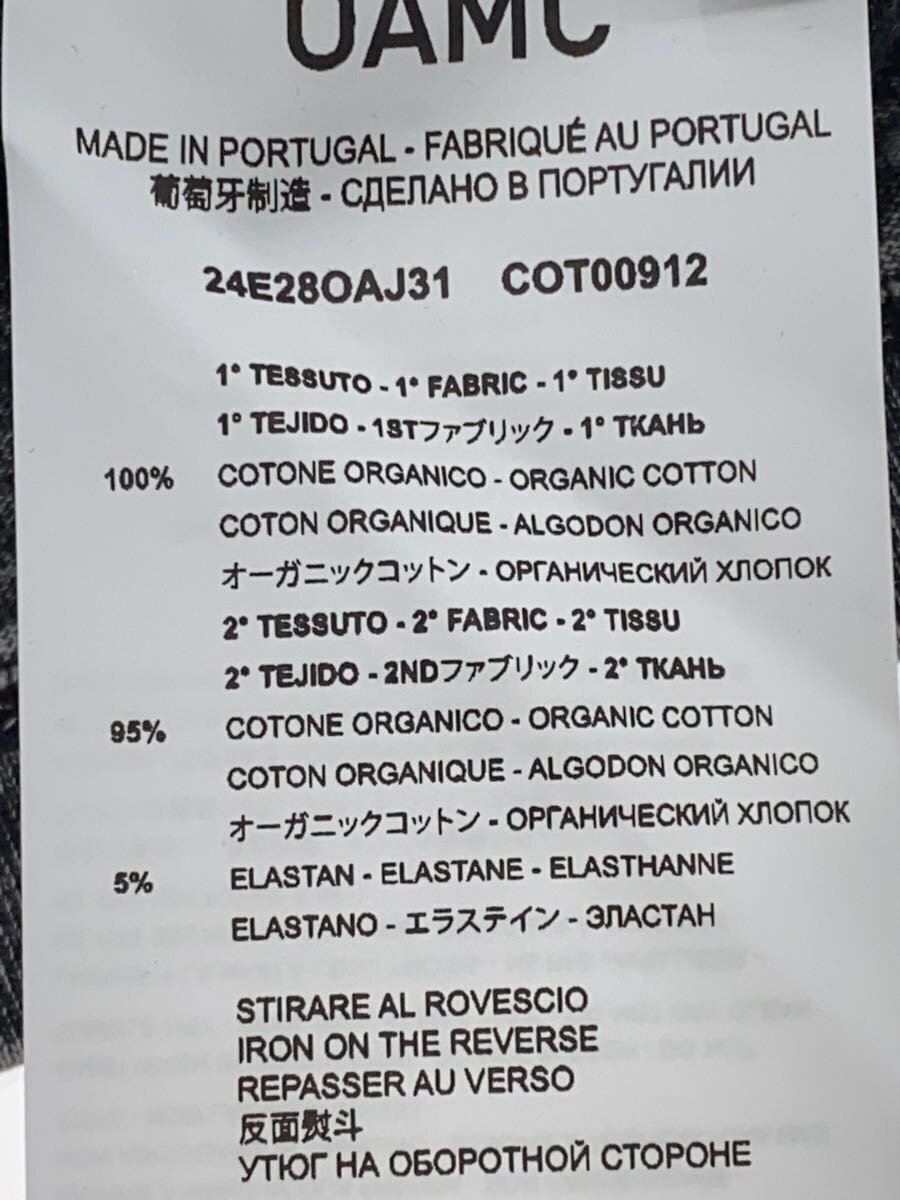 OAMC
MADE IN PORTUGAL - FABRIQUÉ AU PORTUGAL
葡萄牙制造 - СДЕЛАНО В ПОРТУГАЛИИ
24E28OAJ31 COT00912
1° TESSUTO - 1° FABRIC - 1° TISSU
1° TEJIDO - 1STファブリック - 1° ТКАНЬ
100% COTONE ORGANICO - ORGANIC COTTON
COTON ORGANIQUE - ALGODON ORGANICO
オーガニックコットン - ОРГАНИЧЕСКИЙ ХЛОПОК
2° TESSUTO - 2° FABRIC - 2° TISSU
2° TEJIDO - 2NDファブリック - 2° ТКАНЬ
95% COTONE ORGANICO - ORGANIC COTTON
COTON ORGANIQUE - ALGODON ORGANICO
オーガニックコットン - ОРГАНИЧЕСКИЙ ХЛОПОК
5% ELASTAN - ELASTANE - ELASTHANNE
ELASTANO - エラステイン - ЭЛАСТАН
STIRARE AL ROVESCIO
IRON ON THE REVERSE
REPASSER AU VERSO
反面熨斗
УТЮГ НА ОБОРОТНОЙ СТОРОНЕ